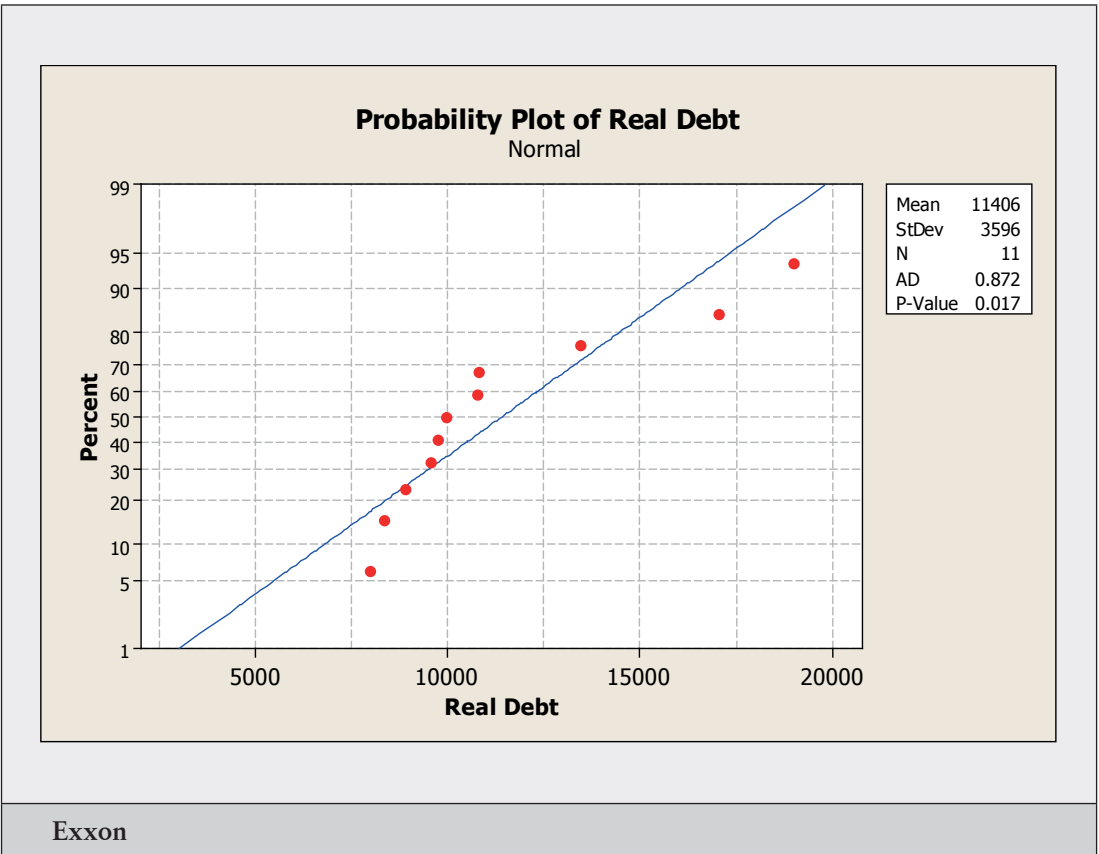 Probability Plot of Real Debt
Normal
99
95
90
80
70
60
50
40
30
20
10
5
1
Percent
5000 10000 15000 20000
Real Debt
Mean 11406
StDev 3596
N 11
AD 0.872
P-Value 0.017
Exxon